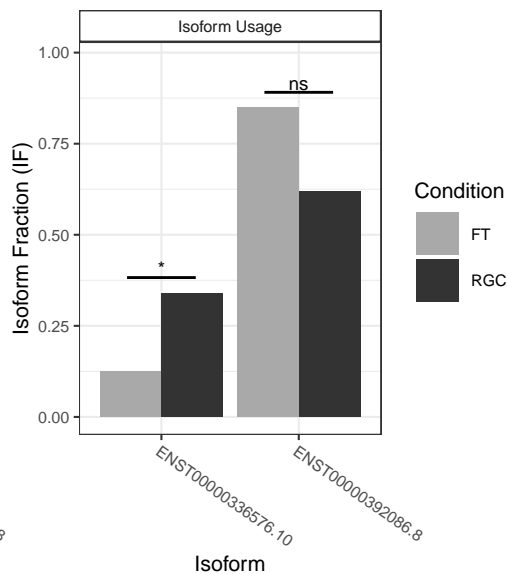 Isoform Usage
1.00
0.75
0.50
0.25
0.00
Isoform Fraction (IF)
*
ns
ENST00000336576.10
ENST00000392086.8
8
Isoform
Condition
FT
RGC